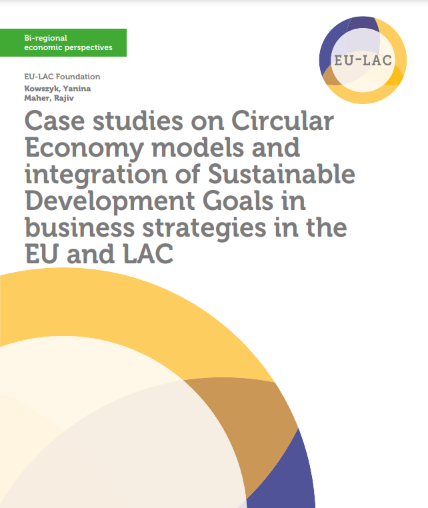 Bi-regional
economic perspectives
EU-LAC
EU-LAC Foundation
Kowszyk, Yanina
Maher, Rajiv
Case studies on Circular
Economy models and
integration of Sustainable
Development Goals in
business strategies in the
EU and LAC